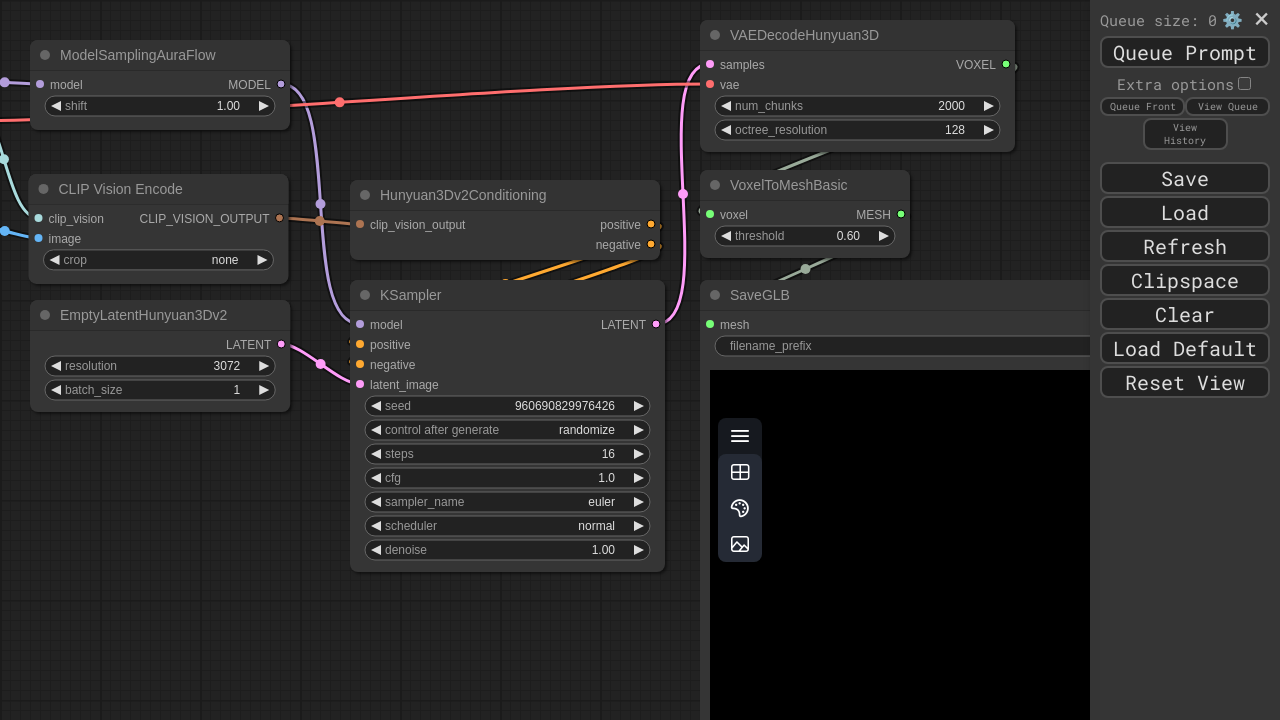 ModelSamplingAuraFlow
model MODEL
shift 1.00
CLIP Vision Encode
clip_vision CLIP_VISION_OUTPUT
image
crop none
EmptyLatentHunyuan3Dv2
LATENT
resolution 3072
batch_size 1
Hunyuan3Dv2Conditioning
clip_vision_output positive
negative
KSampler
model LATENT
positive
negative
latent_image
seed 960690829976426
control after generate randomize
steps 16
cfg 1.0
sampler_name euler
scheduler normal
denoise 1.00
VAEDecodeHunyuan3D
samples VOXEL
vae
num_chunks 2000
octree_resolution 128
VoxelToMeshBasic
voxel MESH
threshold 0.60
SaveGLB
mesh
filename_prefix
Queue size: 0
Queue Prompt
Extra options
Queue Front View Queue
View
History
Save
Load
Refresh
Clipspace
Clear
Load Default
Reset View